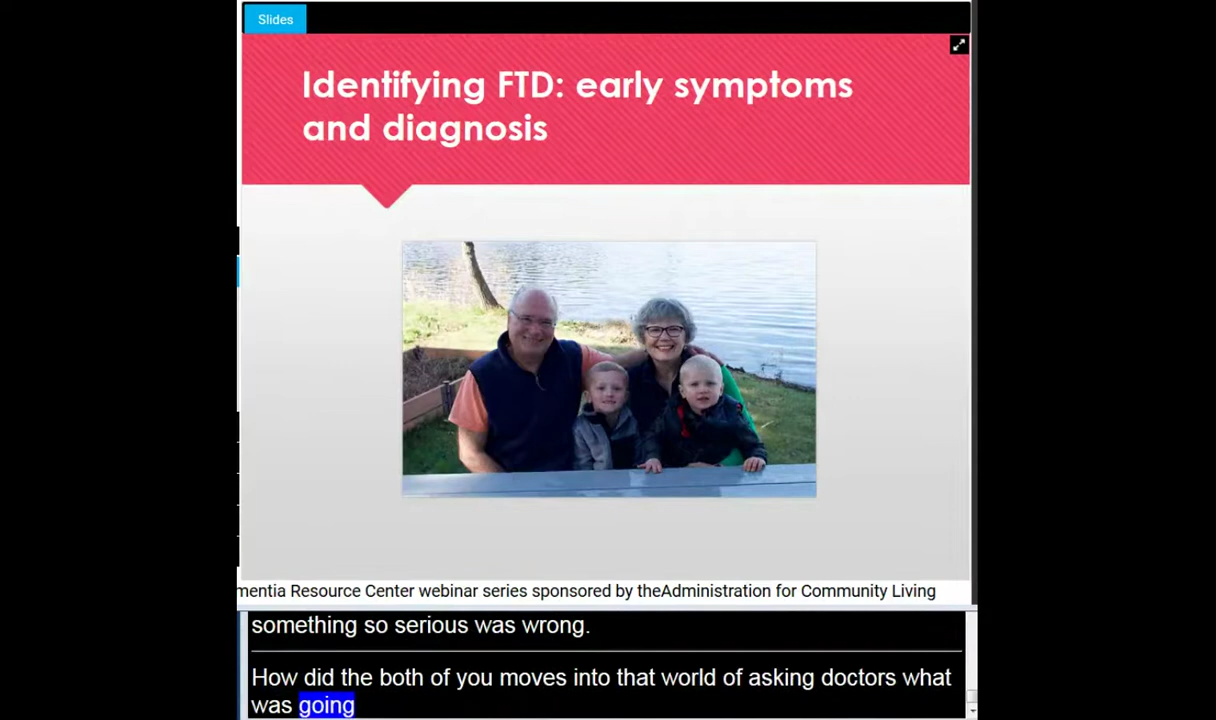 Slides
Identifying FTD: early symptoms
and diagnosis
mentia Resource Center webinar series sponsored by theAdministration for Community Living
something so serious was wrong.
How did the both of you moves into that world of asking doctors what
was going